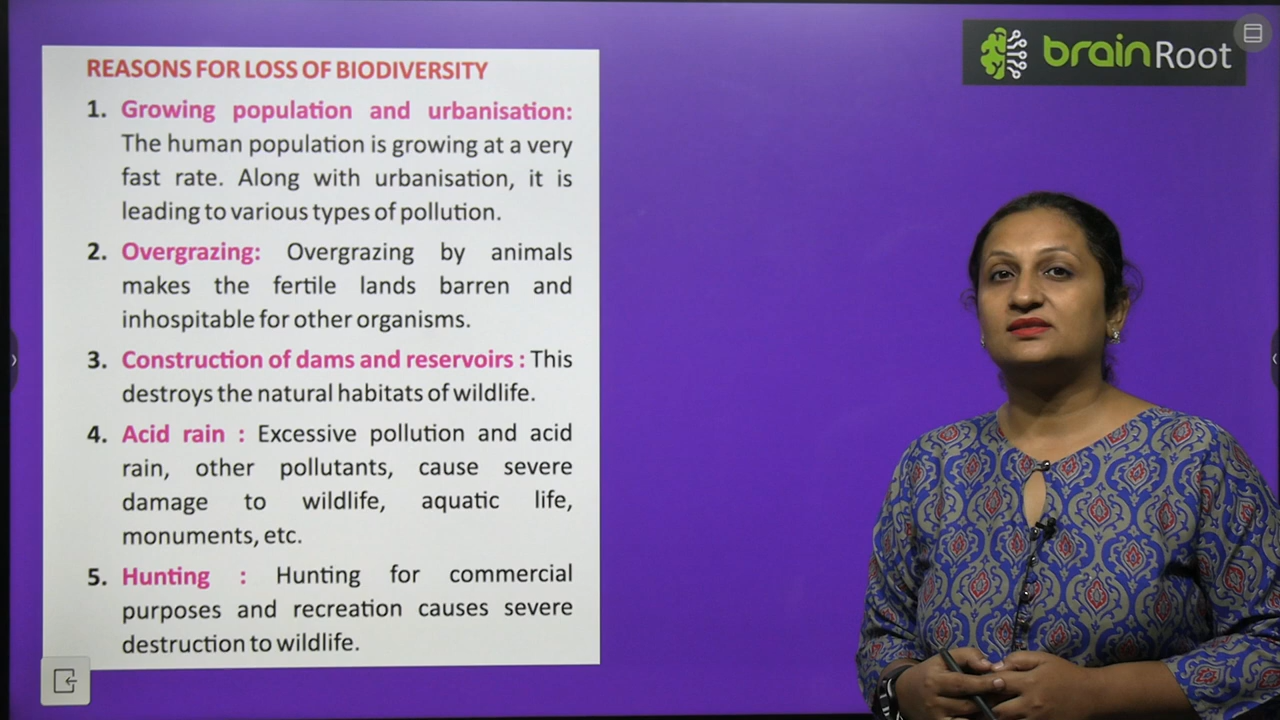 REASONS FOR LOSS OF BIODIVERSITY
1. Growing population and urbanisation:
The human population is growing at a very
fast rate. Along with urbanisation, it is
leading to various types of pollution.
2. Overgrazing: Overgrazing by animals
makes the fertile lands barren and
inhospitable for other organisms.
3. Construction of dams and reservoirs : This
destroys the natural habitats of wildlife.
4. Acid rain : Excessive pollution and acid
rain, other pollutants, cause severe
damage to wildlife, aquatic life,
monuments, etc.
5. Hunting : Hunting for commercial
purposes and recreation causes severe
destruction to wildlife.
brainRoot